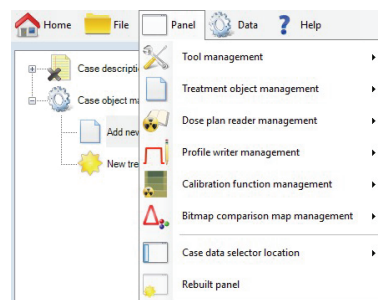 Home File Panel Data Help
Case descripti
Tool management
Case object ma
Treatment object management
Add new
Dose plan reader management
New tre
Profile writer management
Calibration function management
Bitmap comparison map management
Case data selector location
Rebuilt panel